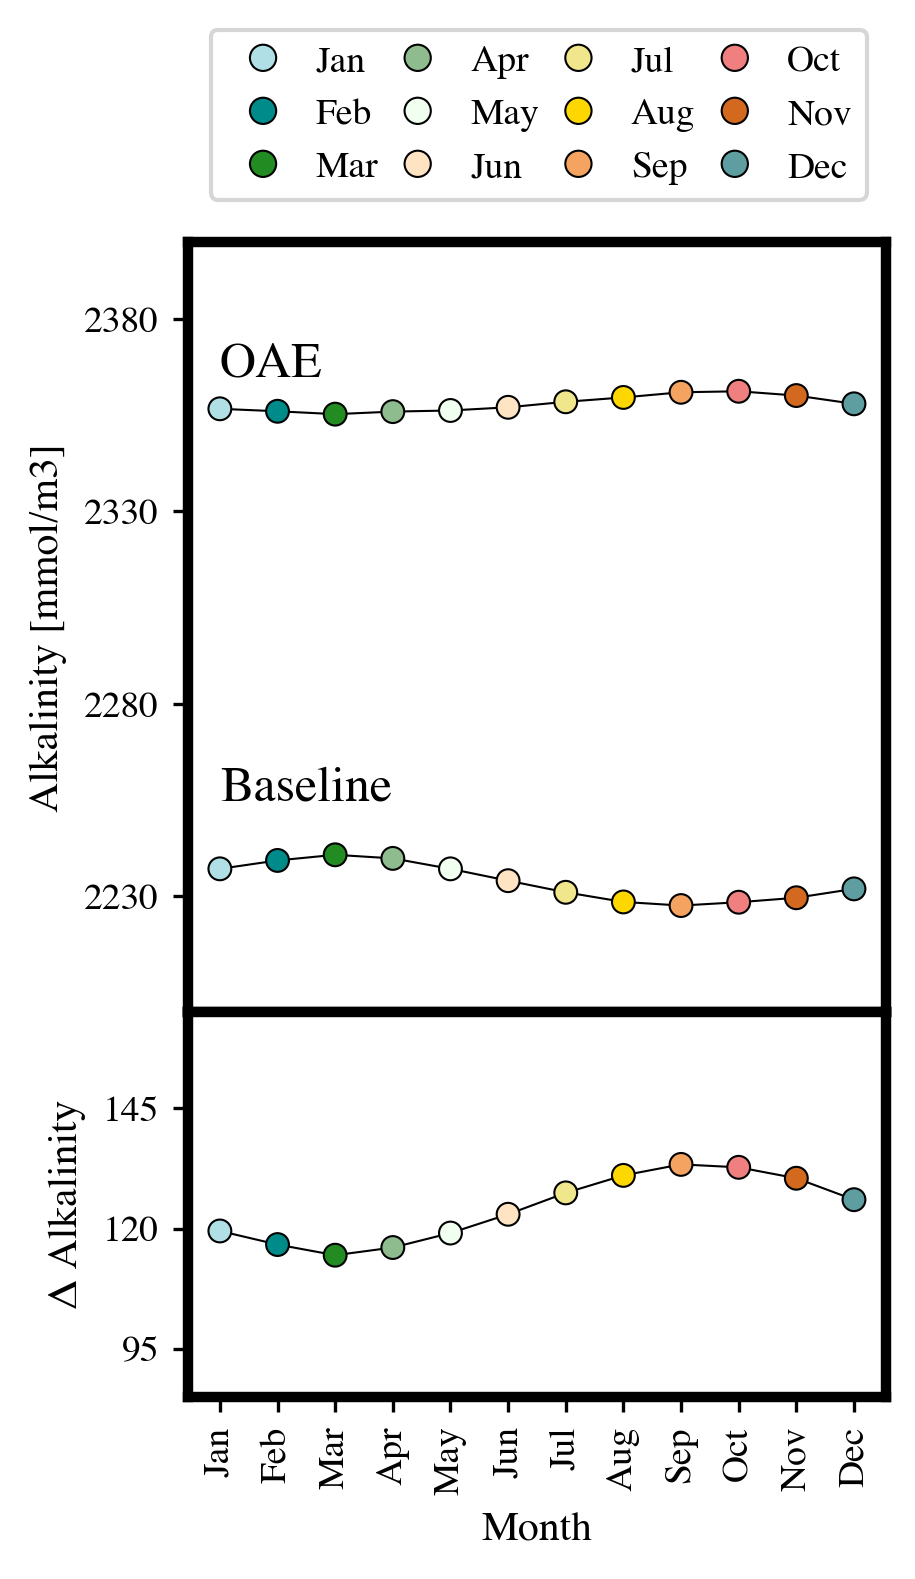 Jan Apr Jul Oct
Feb May Aug Nov
Mar Jun Sep Dec
2380
OAE
2330
Alkalinity [mmol/m3]
2280
Baseline
2230
145
Δ Alkalinity
120
95
Jan Feb Mar Apr May Jun Jul Aug Sep Oct Nov Dec
Month